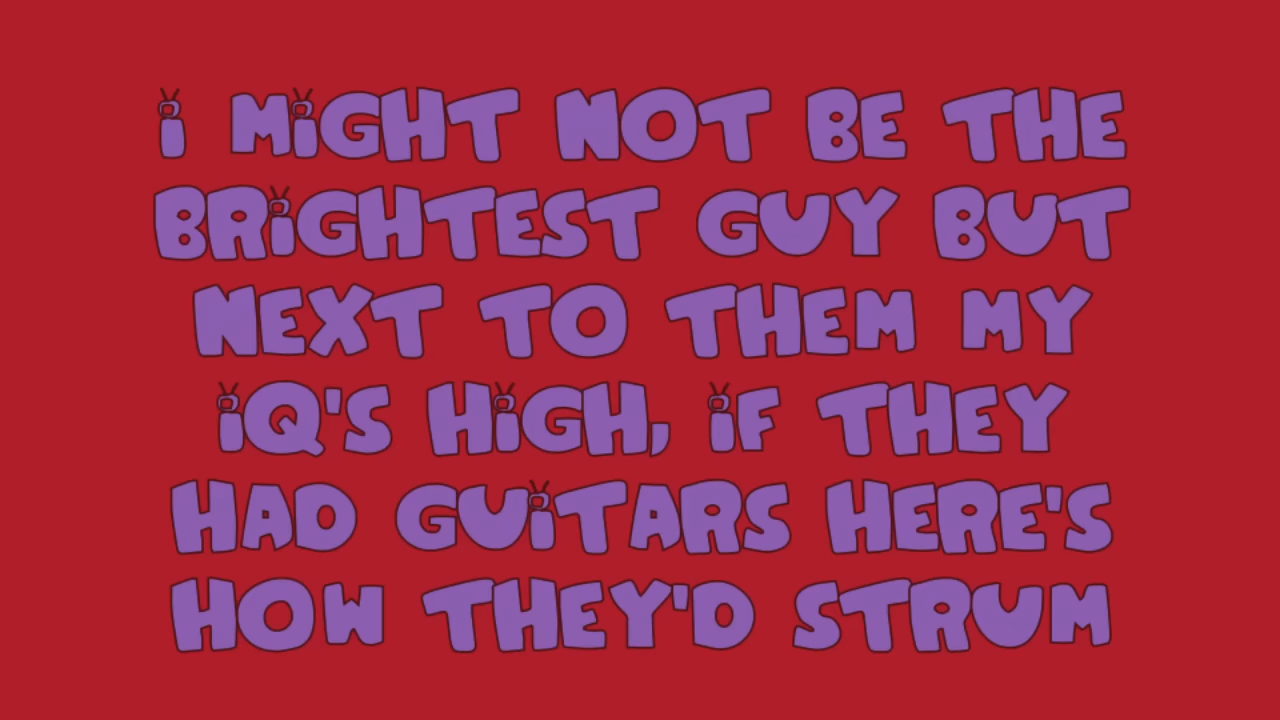 I MIGHT NOT BE THE
BRIGHTEST GUY BUT
NEXT TO THEM MY
IQ'S HIGH, IF THEY
HAD GUITARS HERE'S
HOW THEY'D STRUM